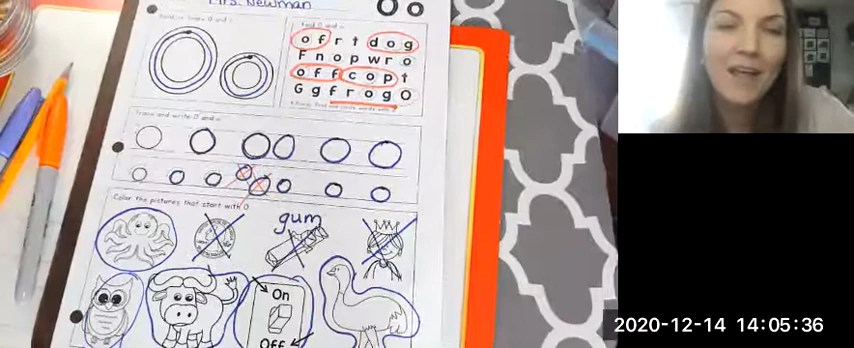 Mrs. Newman
O o
Find O and o.
o f r t d o g
F n o p w r o
o f f c o p t
G g f r o g O
Trace and write O and o.
Color the pictures that start with O
gum
On
OFF
2020-12-14 14:05:36